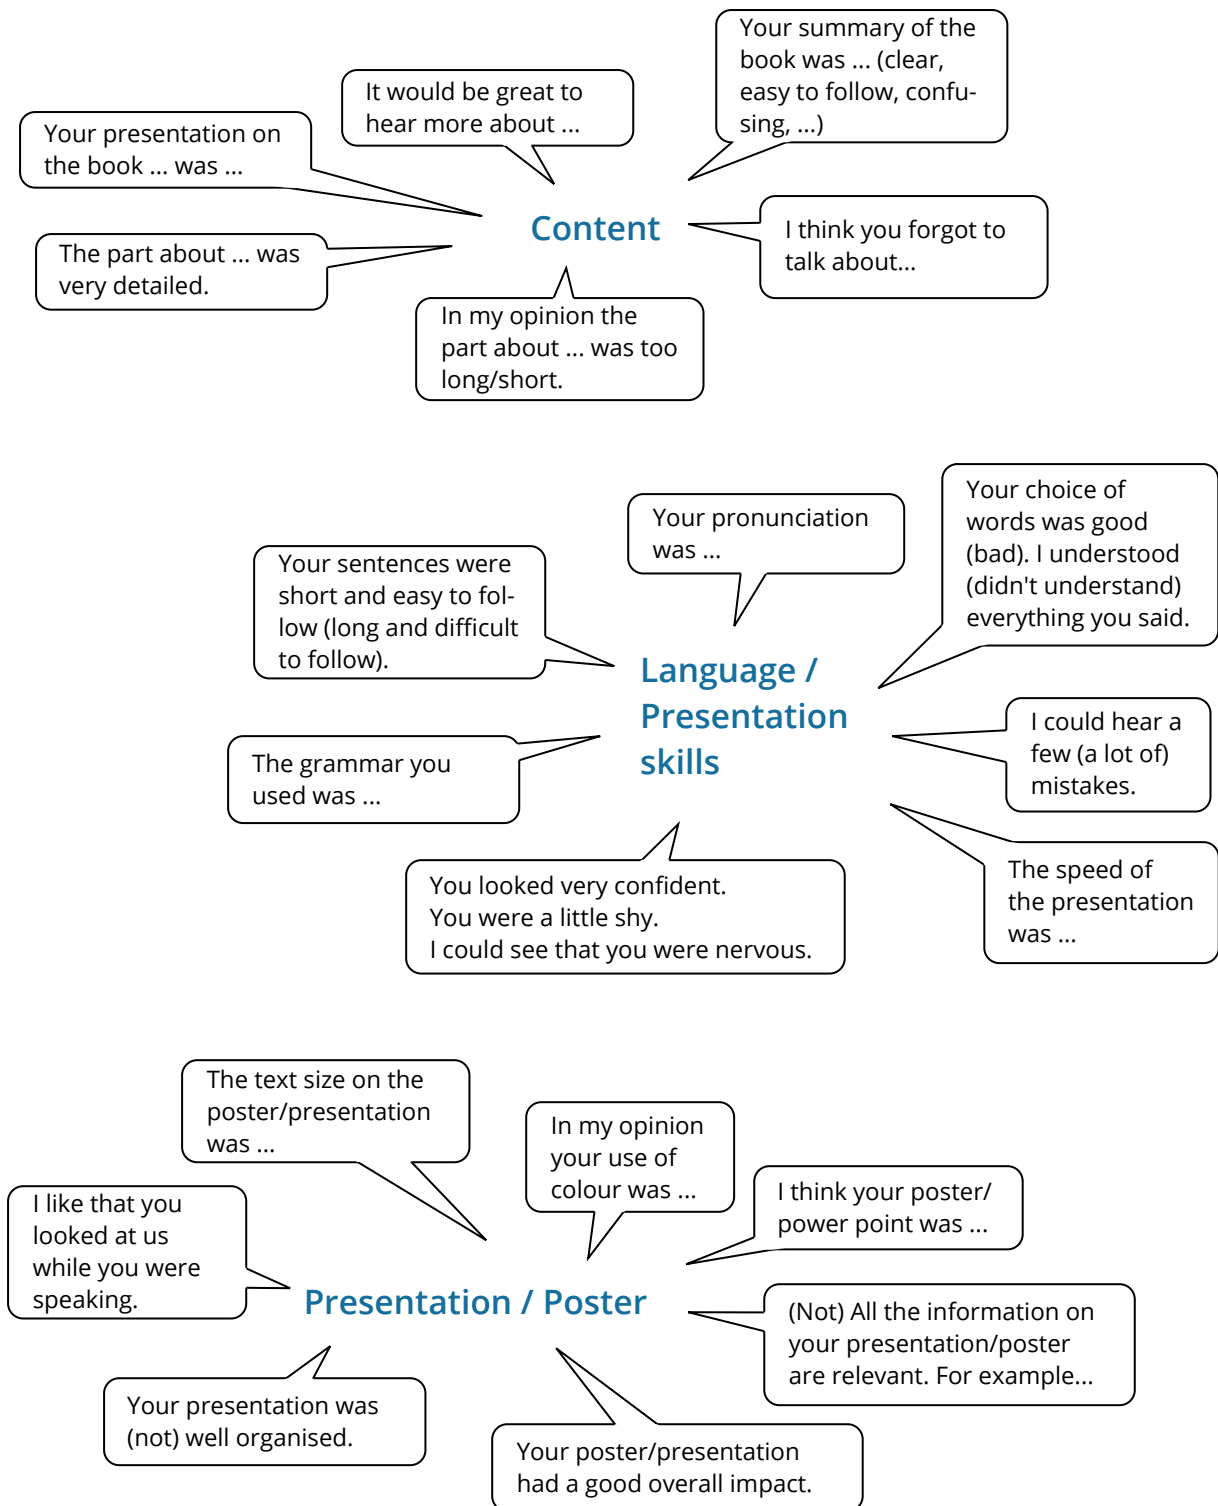 Your summary of the
book was ... (clear,
easy to follow, confu-
sing, ...)
It would be great to
hear more about ...
Your presentation on
the book ... was ...
Content
I think you forgot to
talk about...
The part about ... was
very detailed.
In my opinion the
part about ... was too
long/short.
Your choice of
words was good
(bad). I understood
(didn't understand)
everything you said.
Your pronunciation
was ...
Your sentences were
short and easy to fol-
low (long and difficult
to follow).
Language /
Presentation
skills
I could hear a
few (a lot of)
mistakes.
The grammar you
used was ...
The speed of
the presentation
was ...
You looked very confident.
You were a little shy.
I could see that you were nervous.
The text size on the
poster/presentation
was ...
In my opinion
your use of
colour was ...
I think your poster/
power point was ...
I like that you
looked at us
while you were
speaking.
Presentation / Poster
(Not) All the information on
your presentation/poster
are relevant. For example...
Your presentation was
(not) well organised.
Your poster/presentation
had a good overall impact.